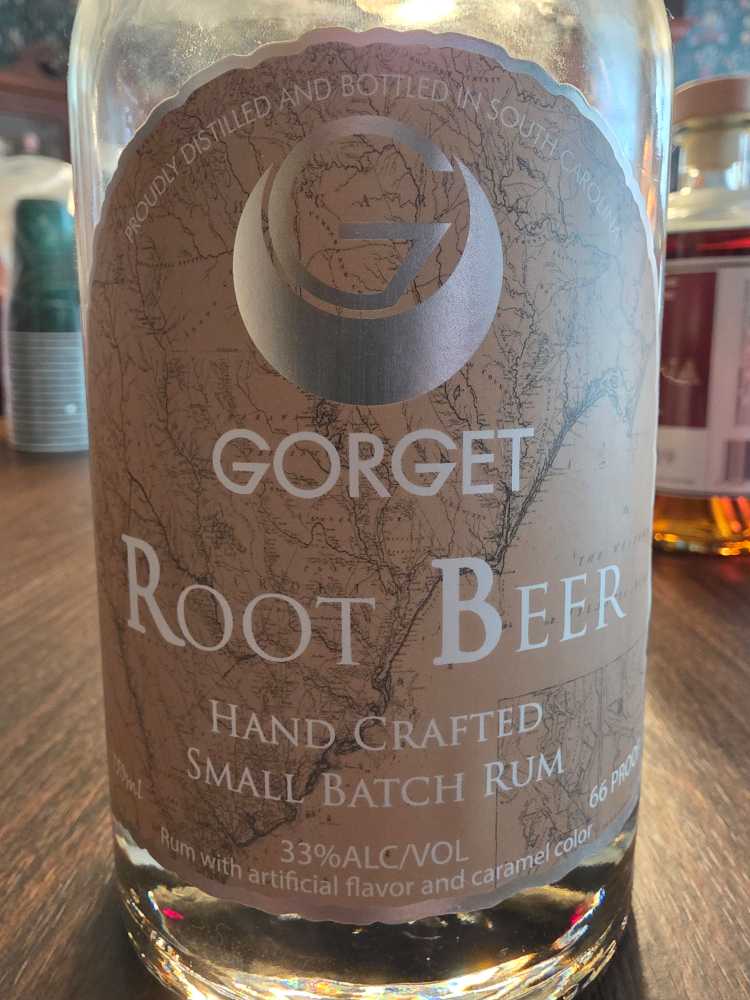 PROUDLY DISTILLED AND BOTTLED IN SOUTH CAROLINA
G
GORGET
ROOT BEER
HAND CRAFTED
SMALL BATCH RUM
66 PROOF
33%ALC/VOL
Rum with artificial flavor and caramel color